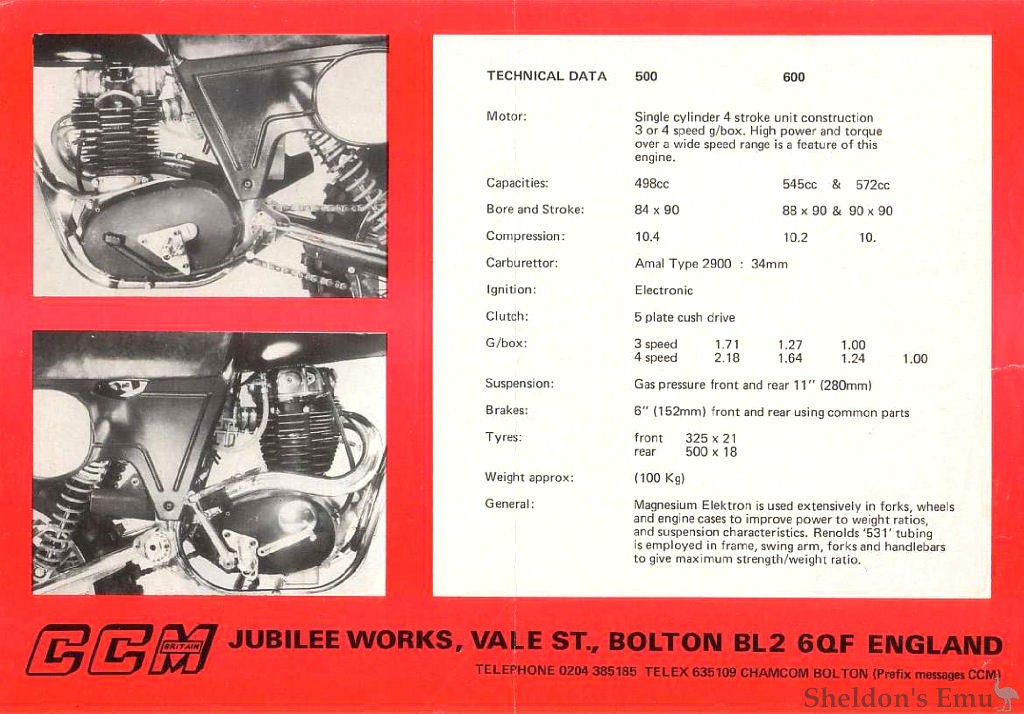 TECHNICAL DATA 500 600
Motor: Single cylinder 4 stroke unit construction
3 or 4 speed g/box. High power and torque
over a wide speed range is a feature of this
engine.
Capacities: 498cc 545cc & 572cc
Bore and Stroke: 84 x 90 88 x 90 & 90 x 90
Compression: 10.4 10.2 10.
Carburettor: Amal Type 2900 : 34mm
Ignition: Electronic
Clutch: 5 plate cush drive
G/box: 3 speed 1.71 1.27 1.00
4 speed 2.18 1.64 1.24 1.00
Suspension: Gas pressure front and rear 11" (280mm)
Brakes: 6" (152mm) front and rear using common parts
Tyres: front 325 x 21
rear 500 x 18
Weight approx: (100 Kg)
General: Magnesium Elektron is used extensively in forks, wheels
and engine cases to improve power to weight ratios,
and suspension characteristics. Renolds '531' tubing
is employed in frame, swing arm, forks and handlebars
to give maximum strength/weight ratio.
CCM BRITAIN JUBILEE WORKS, VALE ST., BOLTON BL2 6QF ENGLAND
TELEPHONE 0204 385185 TELEX 635109 CHAMCOM BOLTON (Prefix messages CCM)
Sheldon's Emu